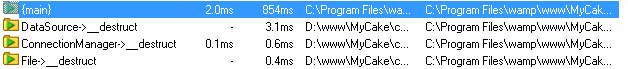 {main} 2.0ms 854ms C:\Program Files\wa... C:\Program Files\wamp\www\MyCak...
DataSource->__destruct - 3.1ms D:\www\MyCake\c... C:\Program Files\wamp\www\MyCak...
ConnectionManager->__destruct 0.1ms 0.6ms D:\www\MyCake\c... C:\Program Files\wamp\www\MyCak...
File->__destruct - 0.4ms D:\www\MyCake\c... C:\Program Files\wamp\www\MyCak...